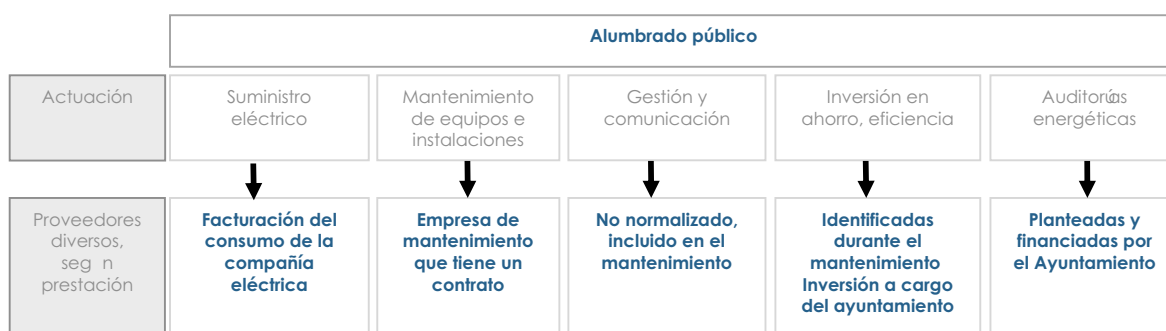 Alumbrado público
Actuación
Suministro
eléctrico
Mantenimiento
de equipos e
instalaciones
Gestión y
comunicación
Inversión en
ahorro, eficiencia
Auditorías
energéticas
Proveedores
diversos,
seg n
prestación
Facturación del
consumo de la
compañía
eléctrica
Empresa de
mantenimiento
que tiene un
contrato
No normalizado,
incluido en el
mantenimiento
Identificadas
durante el
mantenimiento
Inversión a cargo
del ayuntamiento
Planteadas y
financiadas por
el Ayuntamiento